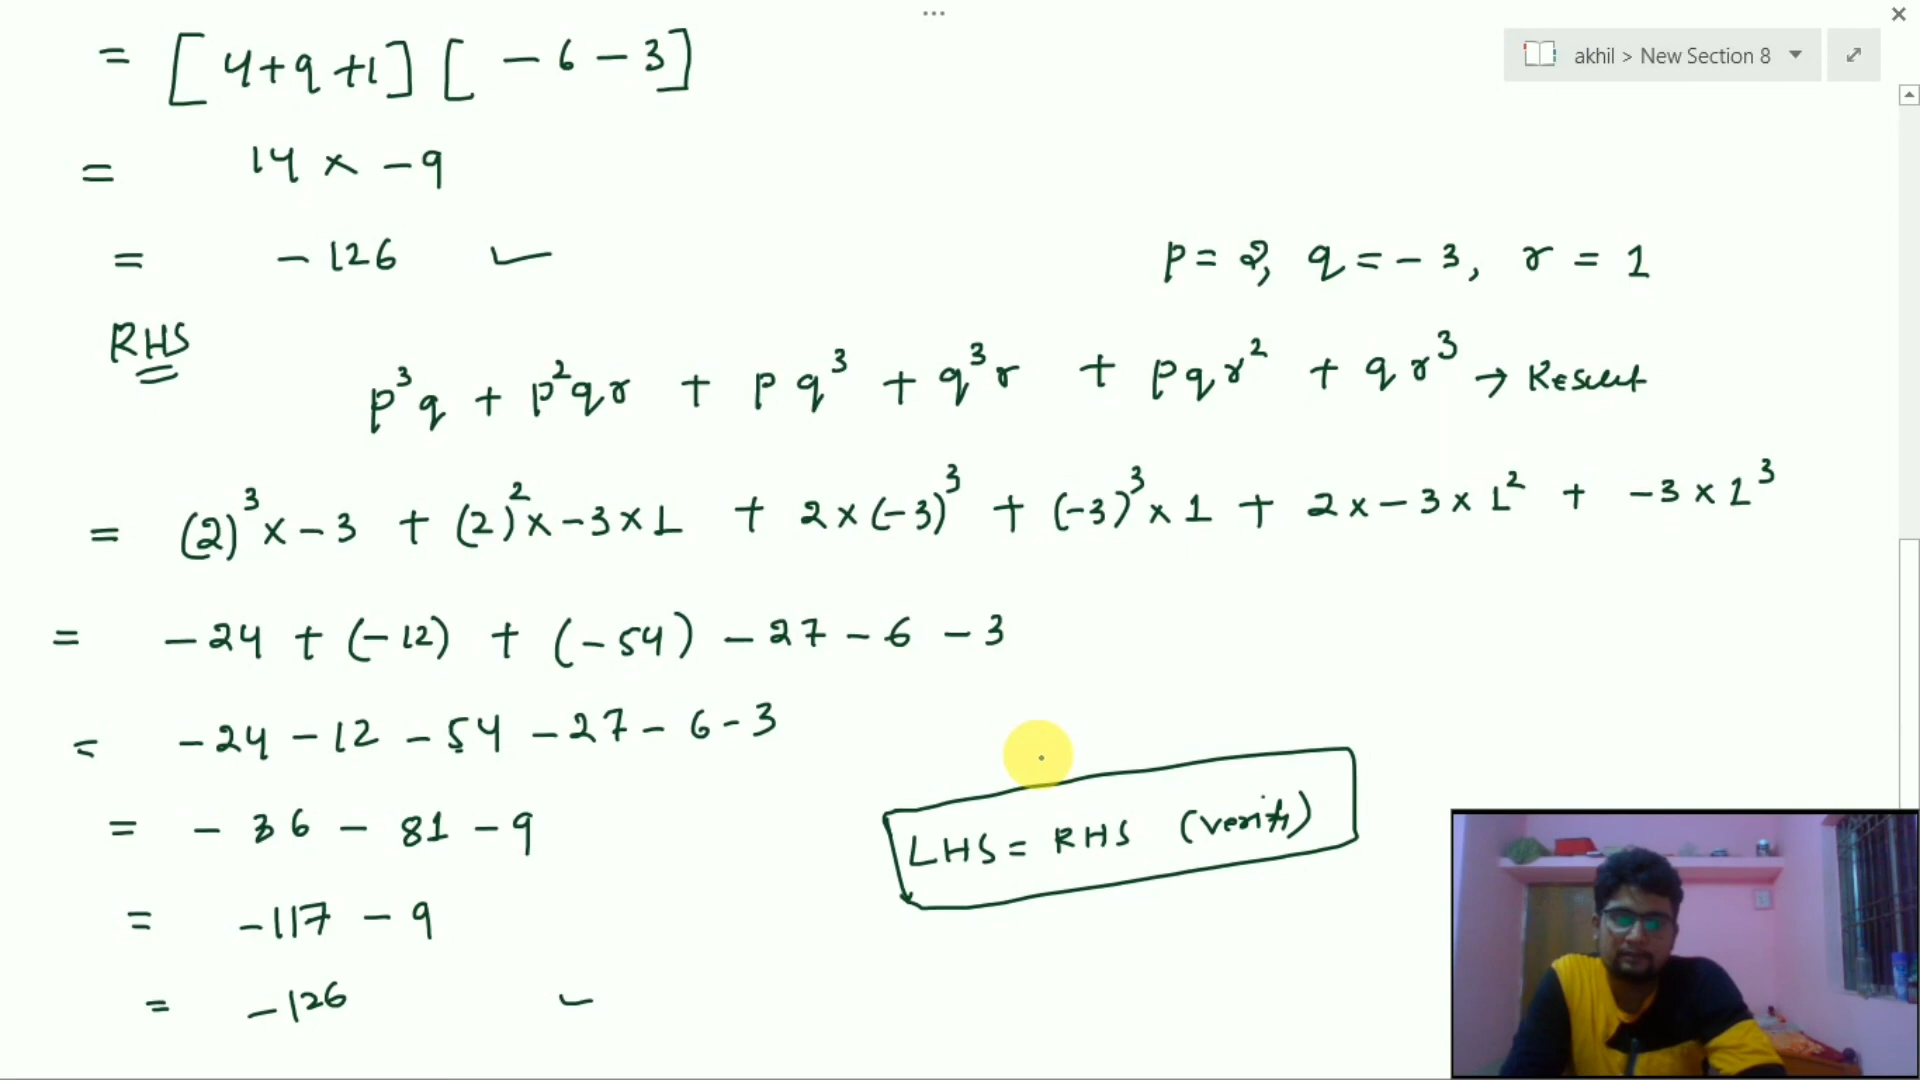 ...
akhil > New Section 8
= [4+9+1] [-6-3]
= 14 × -9
= -126 ✓
p = 2, q = -3, r = 1
RHS
p³q + p²qr + pq³ + q³r + pqr² + qr³ → Result
= (2)³ × -3 + (2)² × -3 × 1 + 2 × (-3)³ + (-3)³ × 1 + 2 × -3 × 1² + -3 × 1³
= -24 + (-12) + (-54) - 27 - 6 - 3
= -24 - 12 - 54 - 27 - 6 - 3
= -36 - 81 - 9
LHS = RHS (verify)
= -117 - 9
= -126 ✓